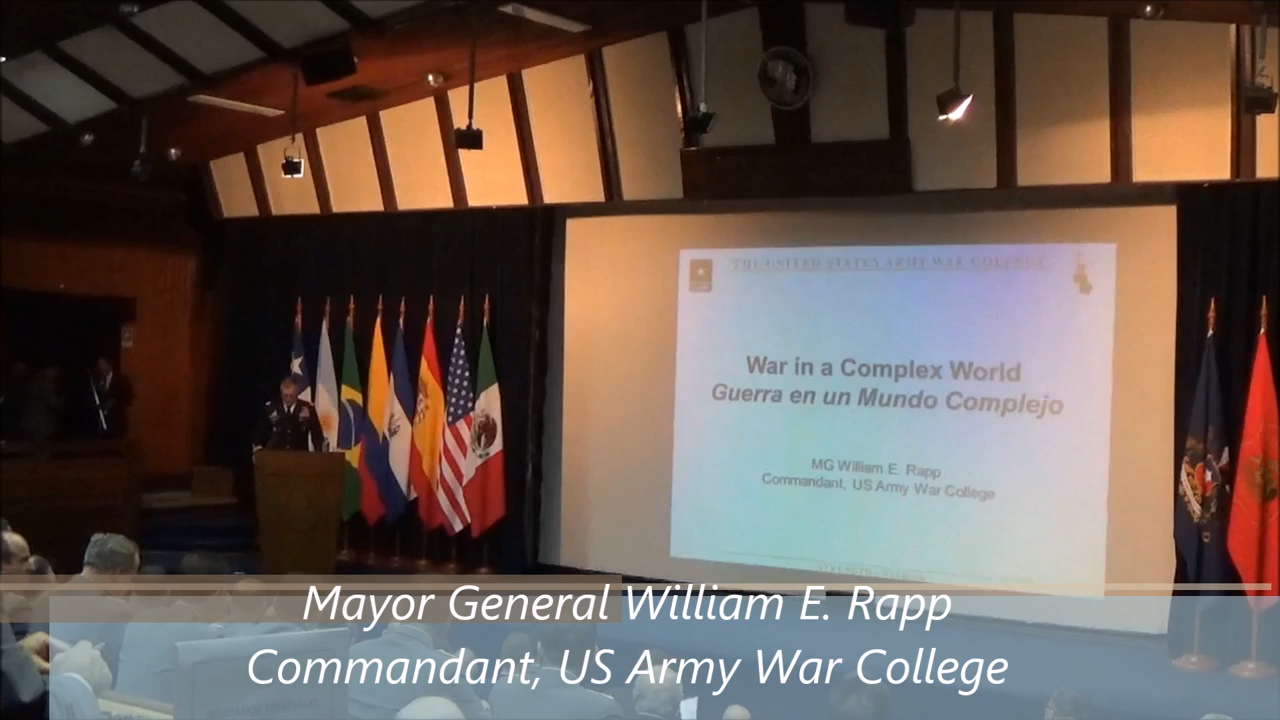 THE UNITED STATES ARMY WAR COLLEGE
War in a Complex World
Guerra en un Mundo Complejo
MG William E. Rapp
Commandant, US Army War College
Mayor General William E. Rapp
Commandant, US Army War College